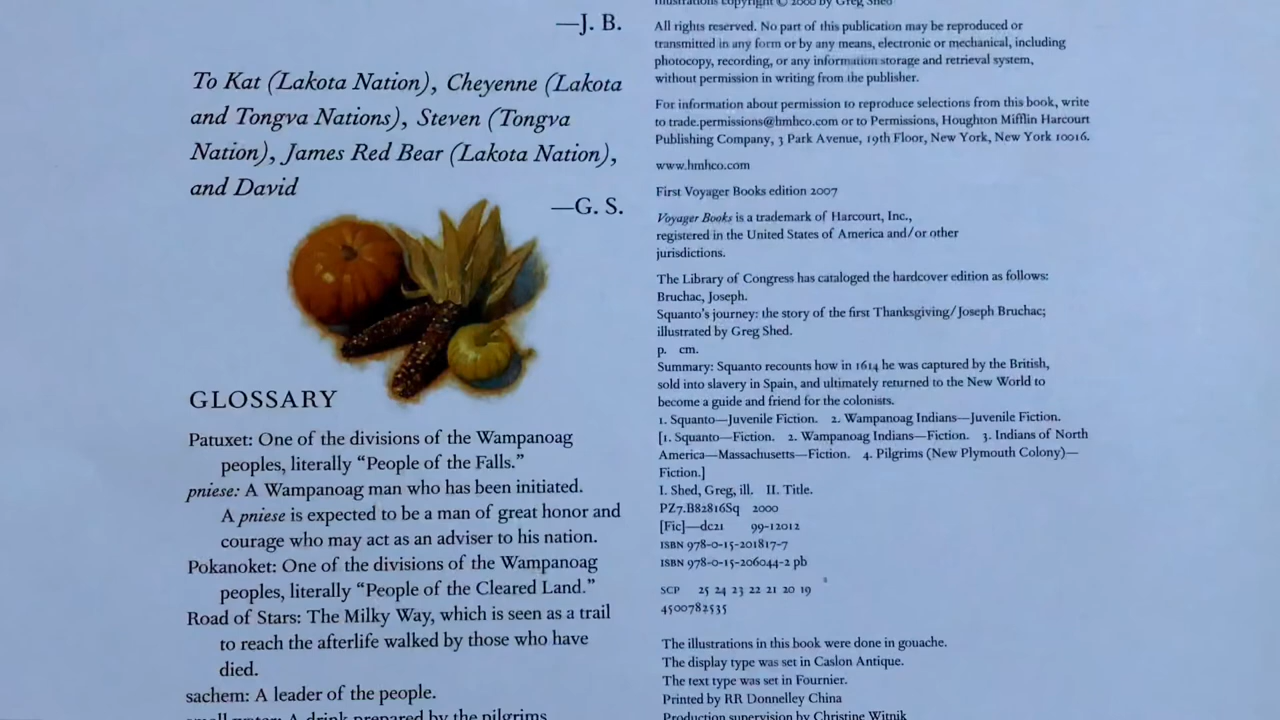 —J. B.
To Kat (Lakota Nation), Cheyenne (Lakota
and Tongva Nations), Steven (Tongva
Nation), James Red Bear (Lakota Nation),
and David
—G. S.
GLOSSARY
Patuxet: One of the divisions of the Wampanoag
peoples, literally “People of the Falls.”
pniese: A Wampanoag man who has been initiated.
A pniese is expected to be a man of great honor and
courage who may act as an adviser to his nation.
Pokanoket: One of the divisions of the Wampanoag
peoples, literally “People of the Cleared Land.”
Road of Stars: The Milky Way, which is seen as a trail
to reach the afterlife walked by those who have
died.
sachem: A leader of the people.
small water: A drink prepared by the pilgrims
Illustrations copyright © 2000 by Greg Shed
All rights reserved. No part of this publication may be reproduced or
transmitted in any form or by any means, electronic or mechanical, including
photocopy, recording, or any information storage and retrieval system,
without permission in writing from the publisher.
For information about permission to reproduce selections from this book, write
to trade.permissions@hmhco.com or to Permissions, Houghton Mifflin Harcourt
Publishing Company, 3 Park Avenue, 19th Floor, New York, New York 10016.
www.hmhco.com
First Voyager Books edition 2007
Voyager Books is a trademark of Harcourt, Inc.,
registered in the United States of America and/or other
jurisdictions.
The Library of Congress has cataloged the hardcover edition as follows:
Bruchac, Joseph.
Squanto’s journey: the story of the first Thanksgiving/Joseph Bruchac;
illustrated by Greg Shed.
p. cm.
Summary: Squanto recounts how in 1614 he was captured by the British,
sold into slavery in Spain, and ultimately returned to the New World to
become a guide and friend for the colonists.
1. Squanto—Juvenile Fiction. 2. Wampanoag Indians—Juvenile Fiction.
[1. Squanto—Fiction. 2. Wampanoag Indians—Fiction. 3. Indians of North
America—Massachusetts—Fiction. 4. Pilgrims (New Plymouth Colony)—
Fiction.]
I. Shed, Greg, ill. II. Title.
PZ7.B82816Sq 2000
[Fic]—dc21 99-12012
ISBN 978-0-15-201817-7
ISBN 978-0-15-206044-2 pb
SCP 25 24 23 22 21 20 19
4500782535
The illustrations in this book were done in gouache.
The display type was set in Caslon Antique.
The text type was set in Fournier.
Printed by RR Donnelley China
Production supervision by Christine Witnik